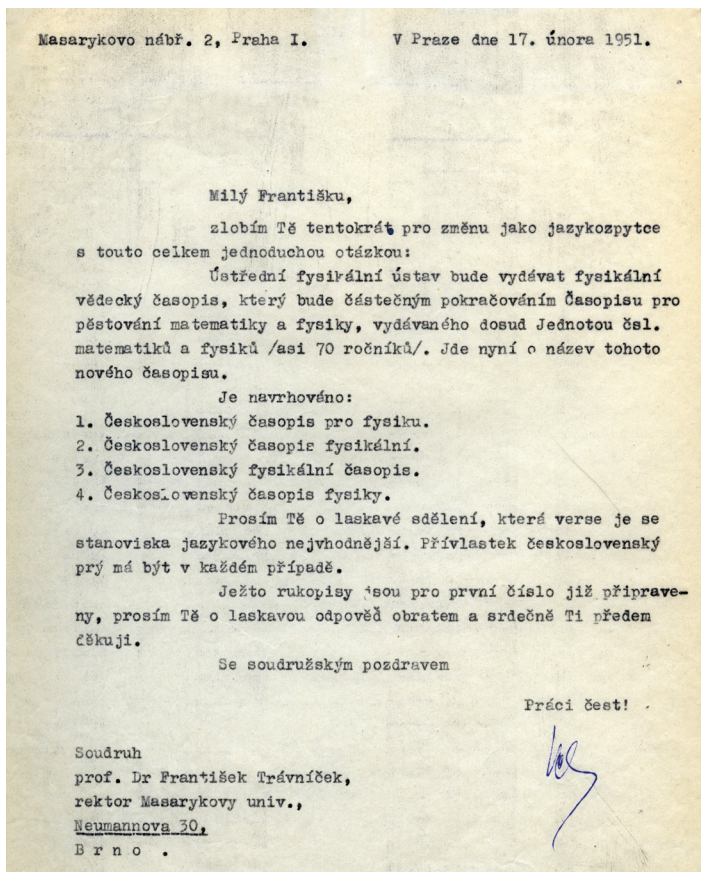 Masarykovo nábř. 2, Praha I. V Praze dne 17. února 1951.
Milý Františku,
zlobím Tě tentokrát pro změnu jako jazykozpytce
s touto celkem jednoduchou otázkou:
Ústřední fysikální ústav bude vydávat fysikální
vědecký časopis, který bude částečným pokračováním Časopisu pro
pěstování matematiky a fysiky, vydávaného dosud Jednotou čsl.
matematiků a fysiků /asi 70 ročníků/. Jde nyní o název tohoto
nového časopisu.
Je navrhováno:
1. Československý časopis pro fysiku.
2. Československý časopis fysikální.
3. Československý fysikální časopis.
4. Československý časopis fysiky.
Prosím Tě o laskavé sdělení, která verse je se
stanoviska jazykového nejvhodnější. Přívlastek československý
prý má být v každém případě.
Ježto rukopisy jsou pro první číslo již připrave-
ny, prosím Tě o laskavou odpověď obratem a srdečně Ti předem
děkuji.
Se soudružským pozdravem
Práci čest!
Soudruh
prof. Dr František Trávníček,
rektor Masarykovy univ.,
Neumannova 30,
B r n o .